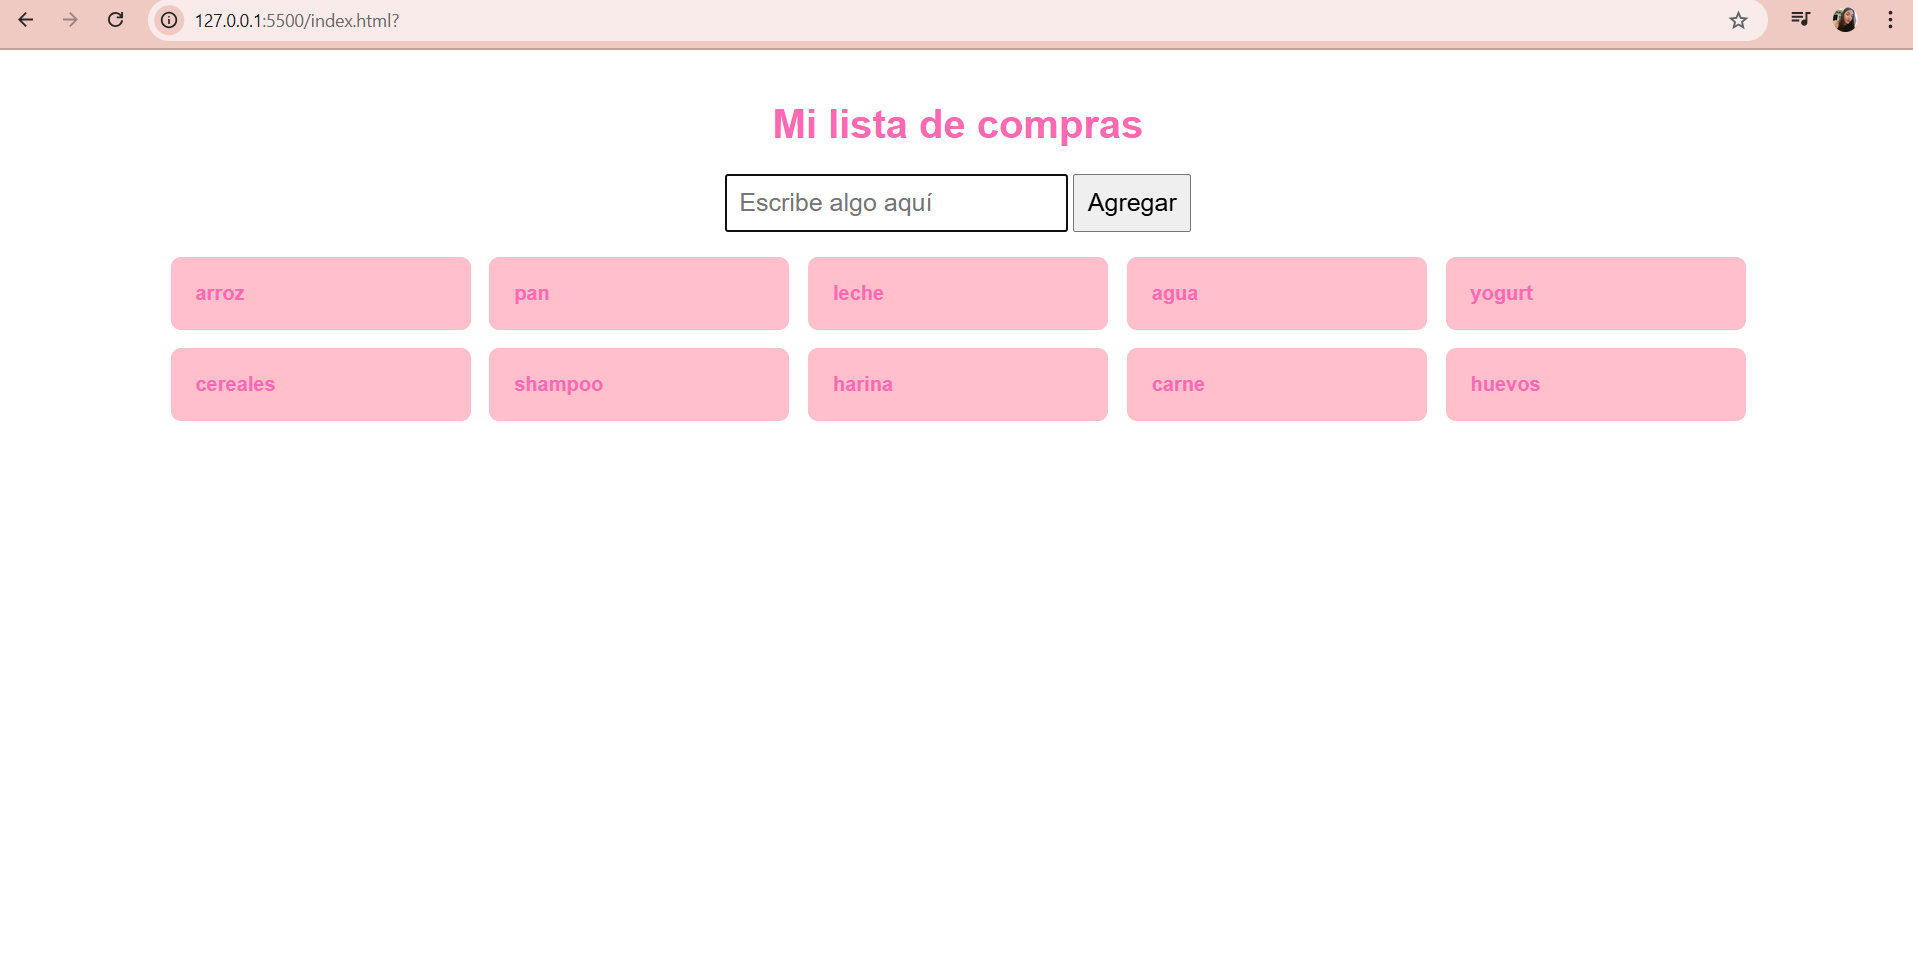 127.0.0.1:5500/index.html?
Mi lista de compras
Escribe algo aquí Agregar
arroz pan leche agua yogurt
cereales shampoo harina carne huevos